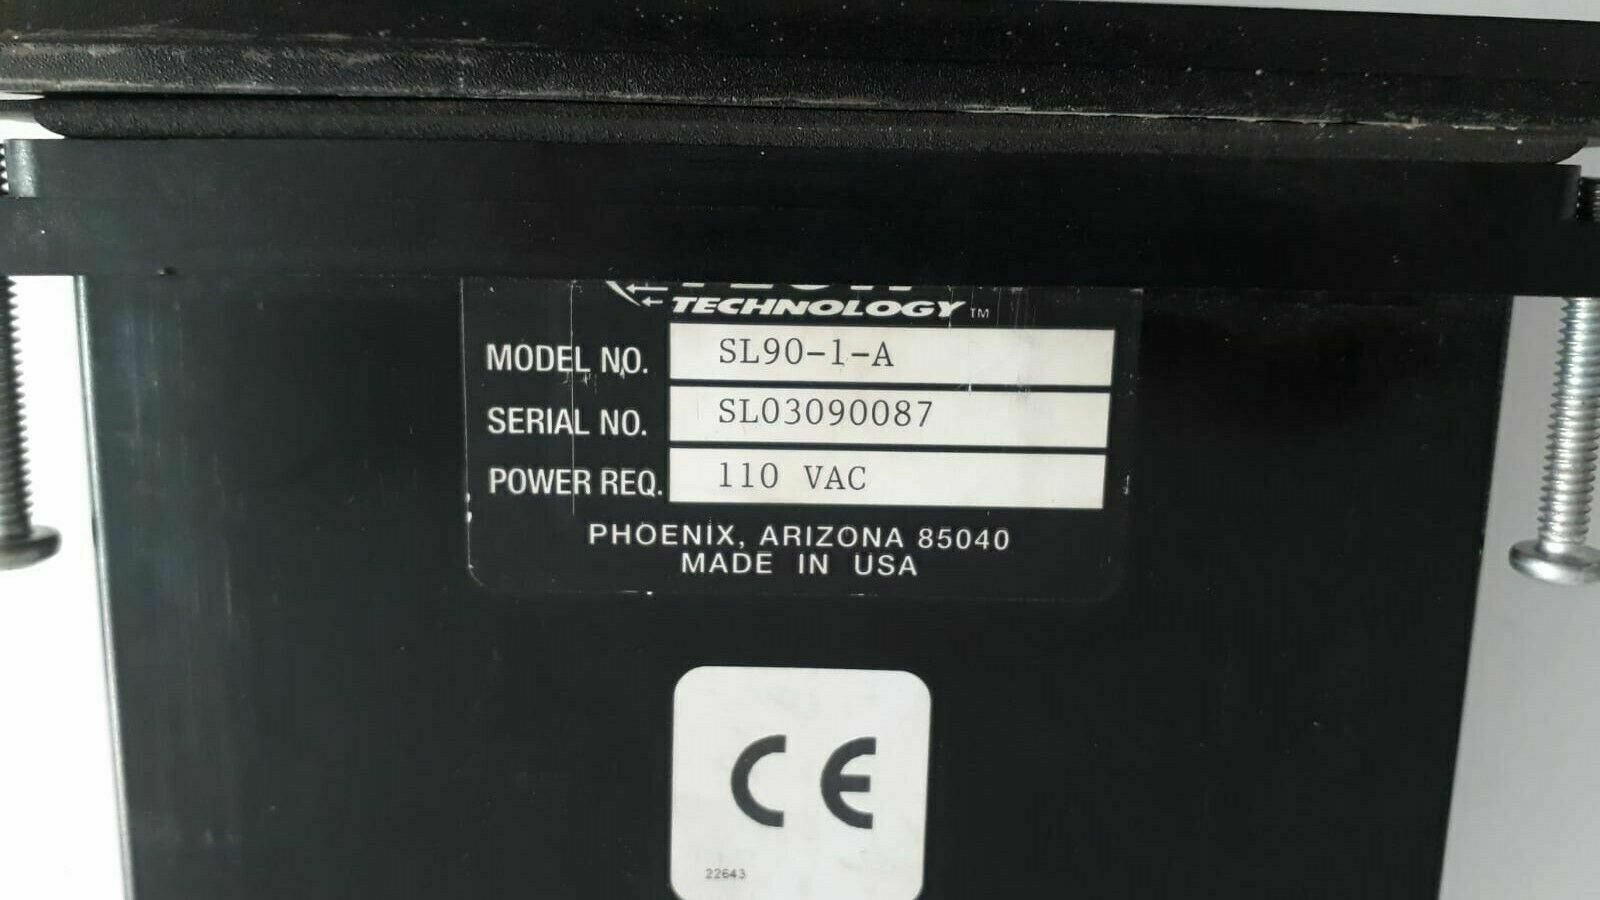 TECHNOLOGY™
MODEL NO. SL90-1-A
SERIAL NO. SL03090087
POWER REQ. 110 VAC
PHOENIX, ARIZONA 85040
MADE IN USA
CE
22643